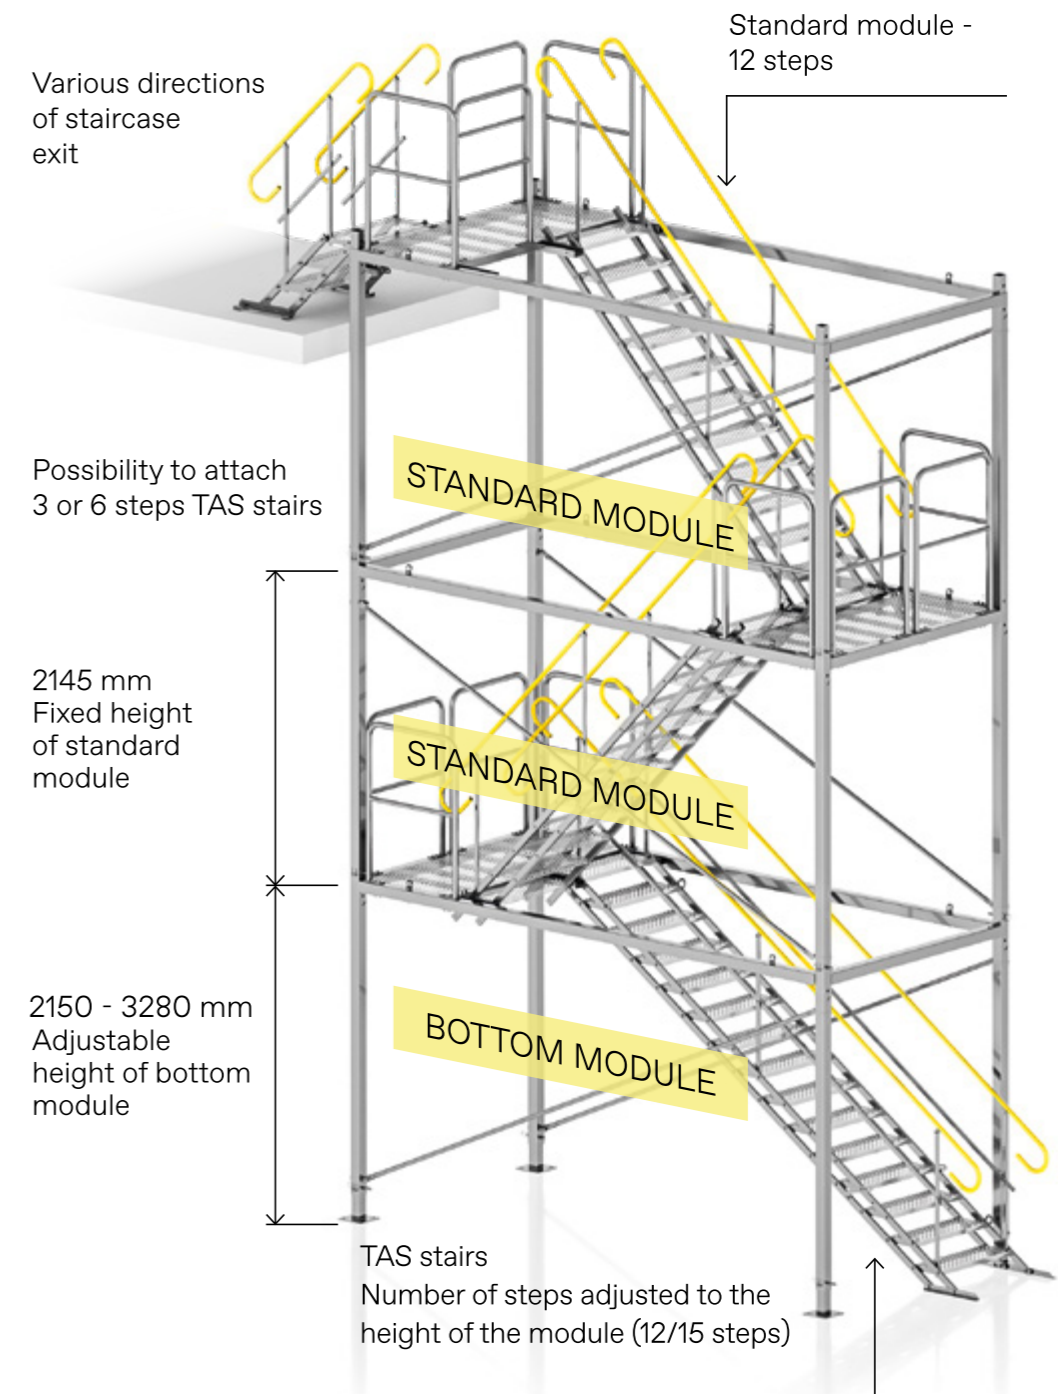 Standard module -
12 steps
Various directions
of staircase
exit
Possibility to attach
3 or 6 steps TAS stairs
STANDARD MODULE
2145 mm
Fixed height
of standard
module
STANDARD MODULE
2150 - 3280 mm
Adjustable
height of bottom
module
BOTTOM MODULE
TAS stairs
Number of steps adjusted to the
height of the module (12/15 steps)